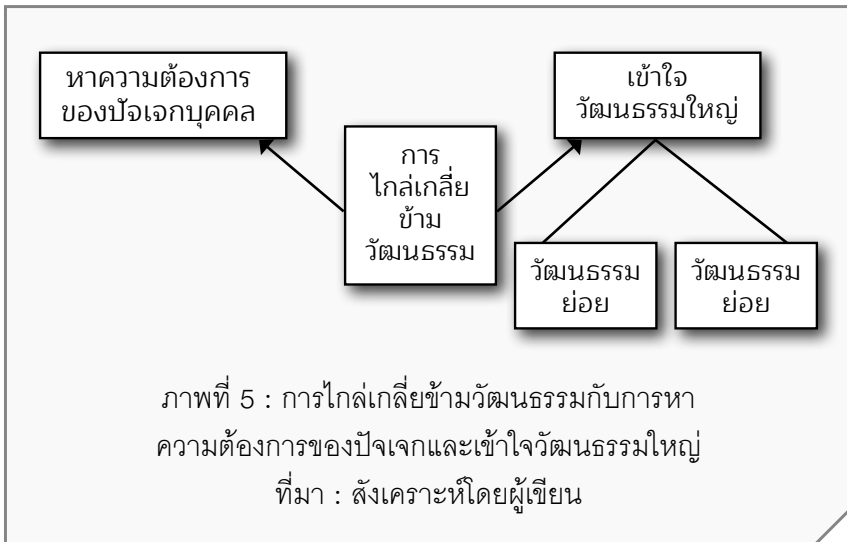 หาความต้องการ
ของปัจเจกบุคคล
เข้าใจ
วัฒนธรรมใหญ่
การ
ไกล่เกลี่ย
ข้าม
วัฒนธรรม
วัฒนธรรม
ย่อย
วัฒนธรรม
ย่อย
ภาพที่ 5 : การไกล่เกลี่ยข้ามวัฒนธรรมกับการหา
ความต้องการของปัจเจกและเข้าใจวัฒนธรรมใหญ่
ที่มา : สังเคราะห์โดยผู้เขียน